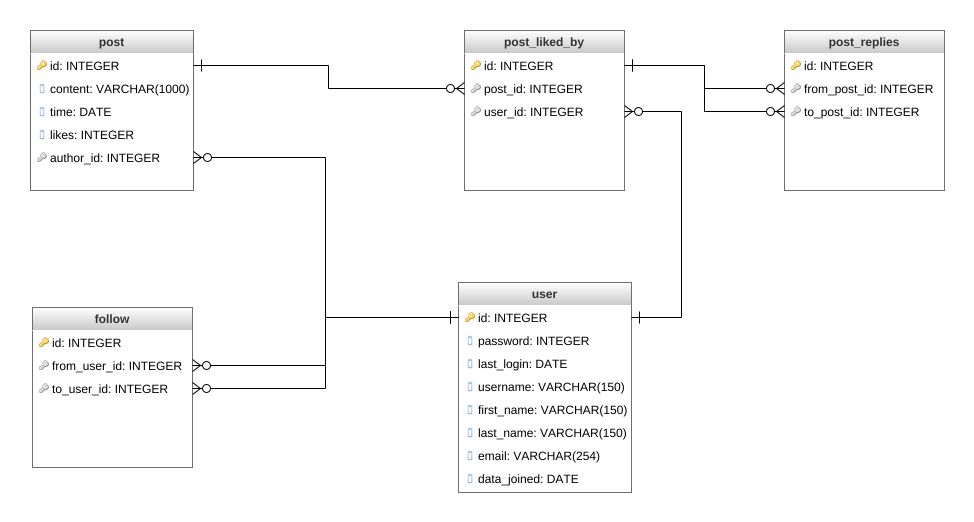 post
id: INTEGER
content: VARCHAR(1000)
time: DATE
likes: INTEGER
author_id: INTEGER
post_liked_by
id: INTEGER
post_id: INTEGER
user_id: INTEGER
post_replies
id: INTEGER
from_post_id: INTEGER
to_post_id: INTEGER
follow
id: INTEGER
from_user_id: INTEGER
to_user_id: INTEGER
user
id: INTEGER
password: INTEGER
last_login: DATE
username: VARCHAR(150)
first_name: VARCHAR(150)
last_name: VARCHAR(150)
email: VARCHAR(254)
data_joined: DATE